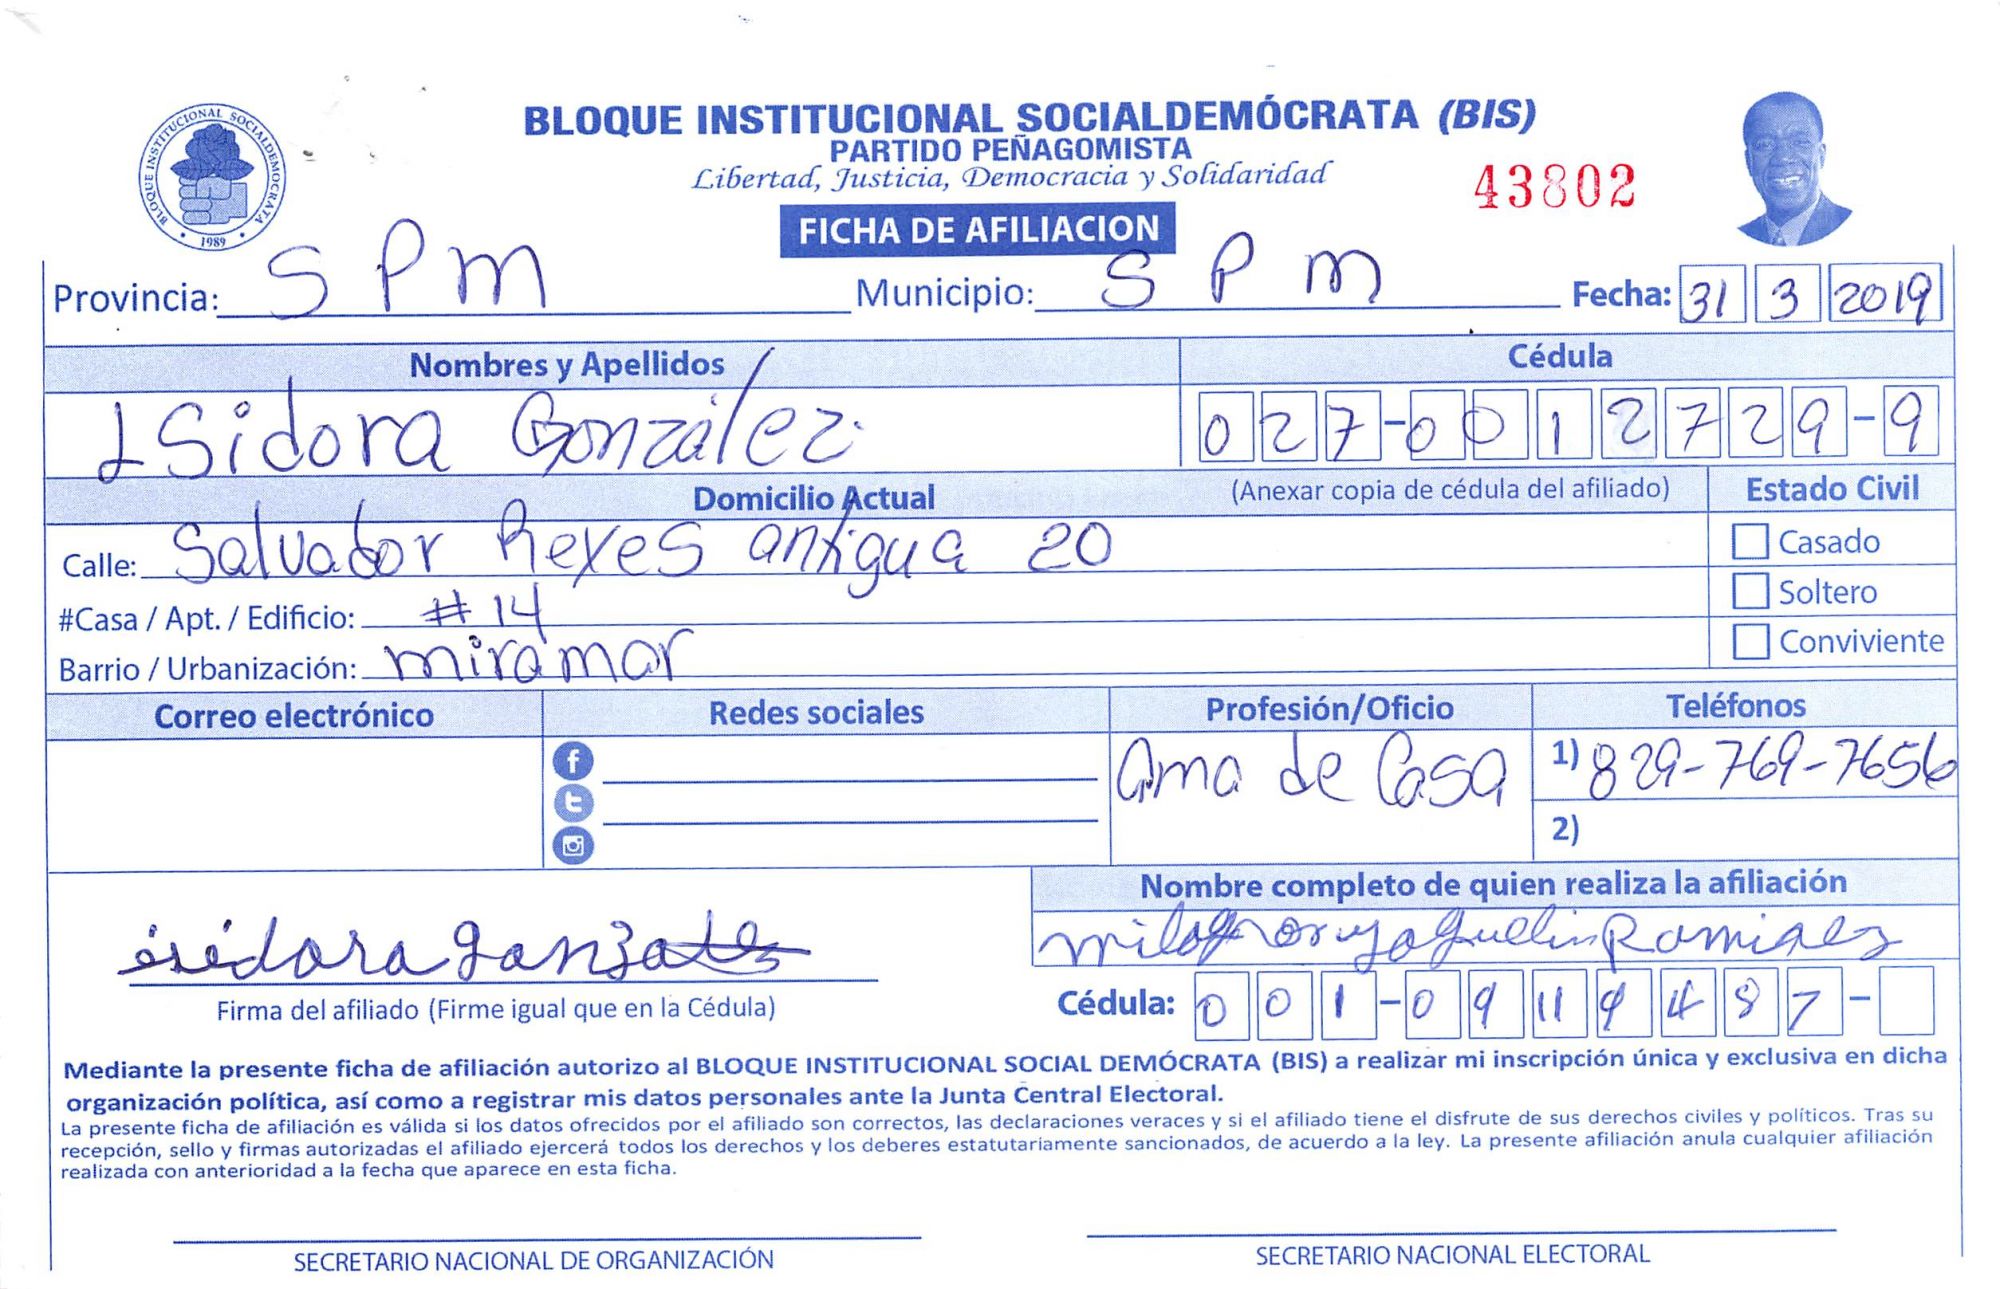 BLOQUE INSTITUCIONAL SOCIALDEMÓCRATA (BIS)
PARTIDO PEÑAGOMISTA
Libertad, Justicia, Democracia y Solidaridad
43802
BLOQUE INSTITUCIONAL SOCIALDEMOCRATA
1989
FICHA DE AFILIACION
Provincia: S P m Municipio: S P m Fecha: 31 3 2019
Nombres y Apellidos Cédula
Isidora González 027-0012729-9
Domicilio Actual (Anexar copia de cédula del afiliado) Estado Civil
Calle: Salvador Reyes antigua 20
Casado
#Casa / Apt. / Edificio: # 14
Soltero
Barrio / Urbanización: miramar
Conviviente
Correo electrónico Redes sociales Profesión/Oficio Teléfonos
Ama de Casa 1) 829-769-7656
2)
Nombre completo de quien realiza la afiliación
isidora gonzalez Ramirez
Firma del afiliado (Firme igual que en la Cédula) Cédula: 001-09119487-
Mediante la presente ficha de afiliación autorizo al BLOQUE INSTITUCIONAL SOCIAL DEMÓCRATA (BIS) a realizar mi inscripción única y exclusiva en dicha
organización política, así como a registrar mis datos personales ante la Junta Central Electoral.
La presente ficha de afiliación es válida si los datos ofrecidos por el afiliado son correctos, las declaraciones veraces y si el afiliado tiene el disfrute de sus derechos civiles y políticos. Tras su
recepción, sello y firmas autorizadas el afiliado ejercerá todos los derechos y los deberes estatutariamente sancionados, de acuerdo a la ley. La presente afiliación anula cualquier afiliación
realizada con anterioridad a la fecha que aparece en esta ficha.
SECRETARIO NACIONAL DE ORGANIZACIÓN SECRETARIO NACIONAL ELECTORAL